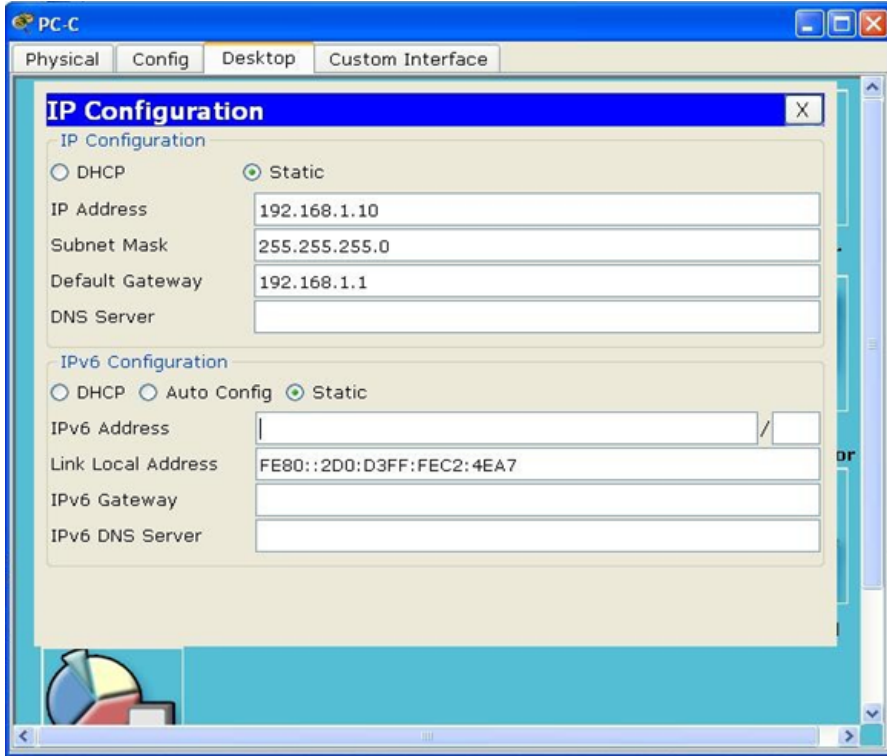 PC-C
Physical Config Desktop Custom Interface
IP Configuration X
IP Configuration
DHCP Static
IP Address 192.168.1.10
Subnet Mask 255.255.255.0
Default Gateway 192.168.1.1
DNS Server
IPv6 Configuration
DHCP Auto Config Static
IPv6 Address /
Link Local Address FE80::2D0:D3FF:FEC2:4EA7
or
IPv6 Gateway
IPv6 DNS Server